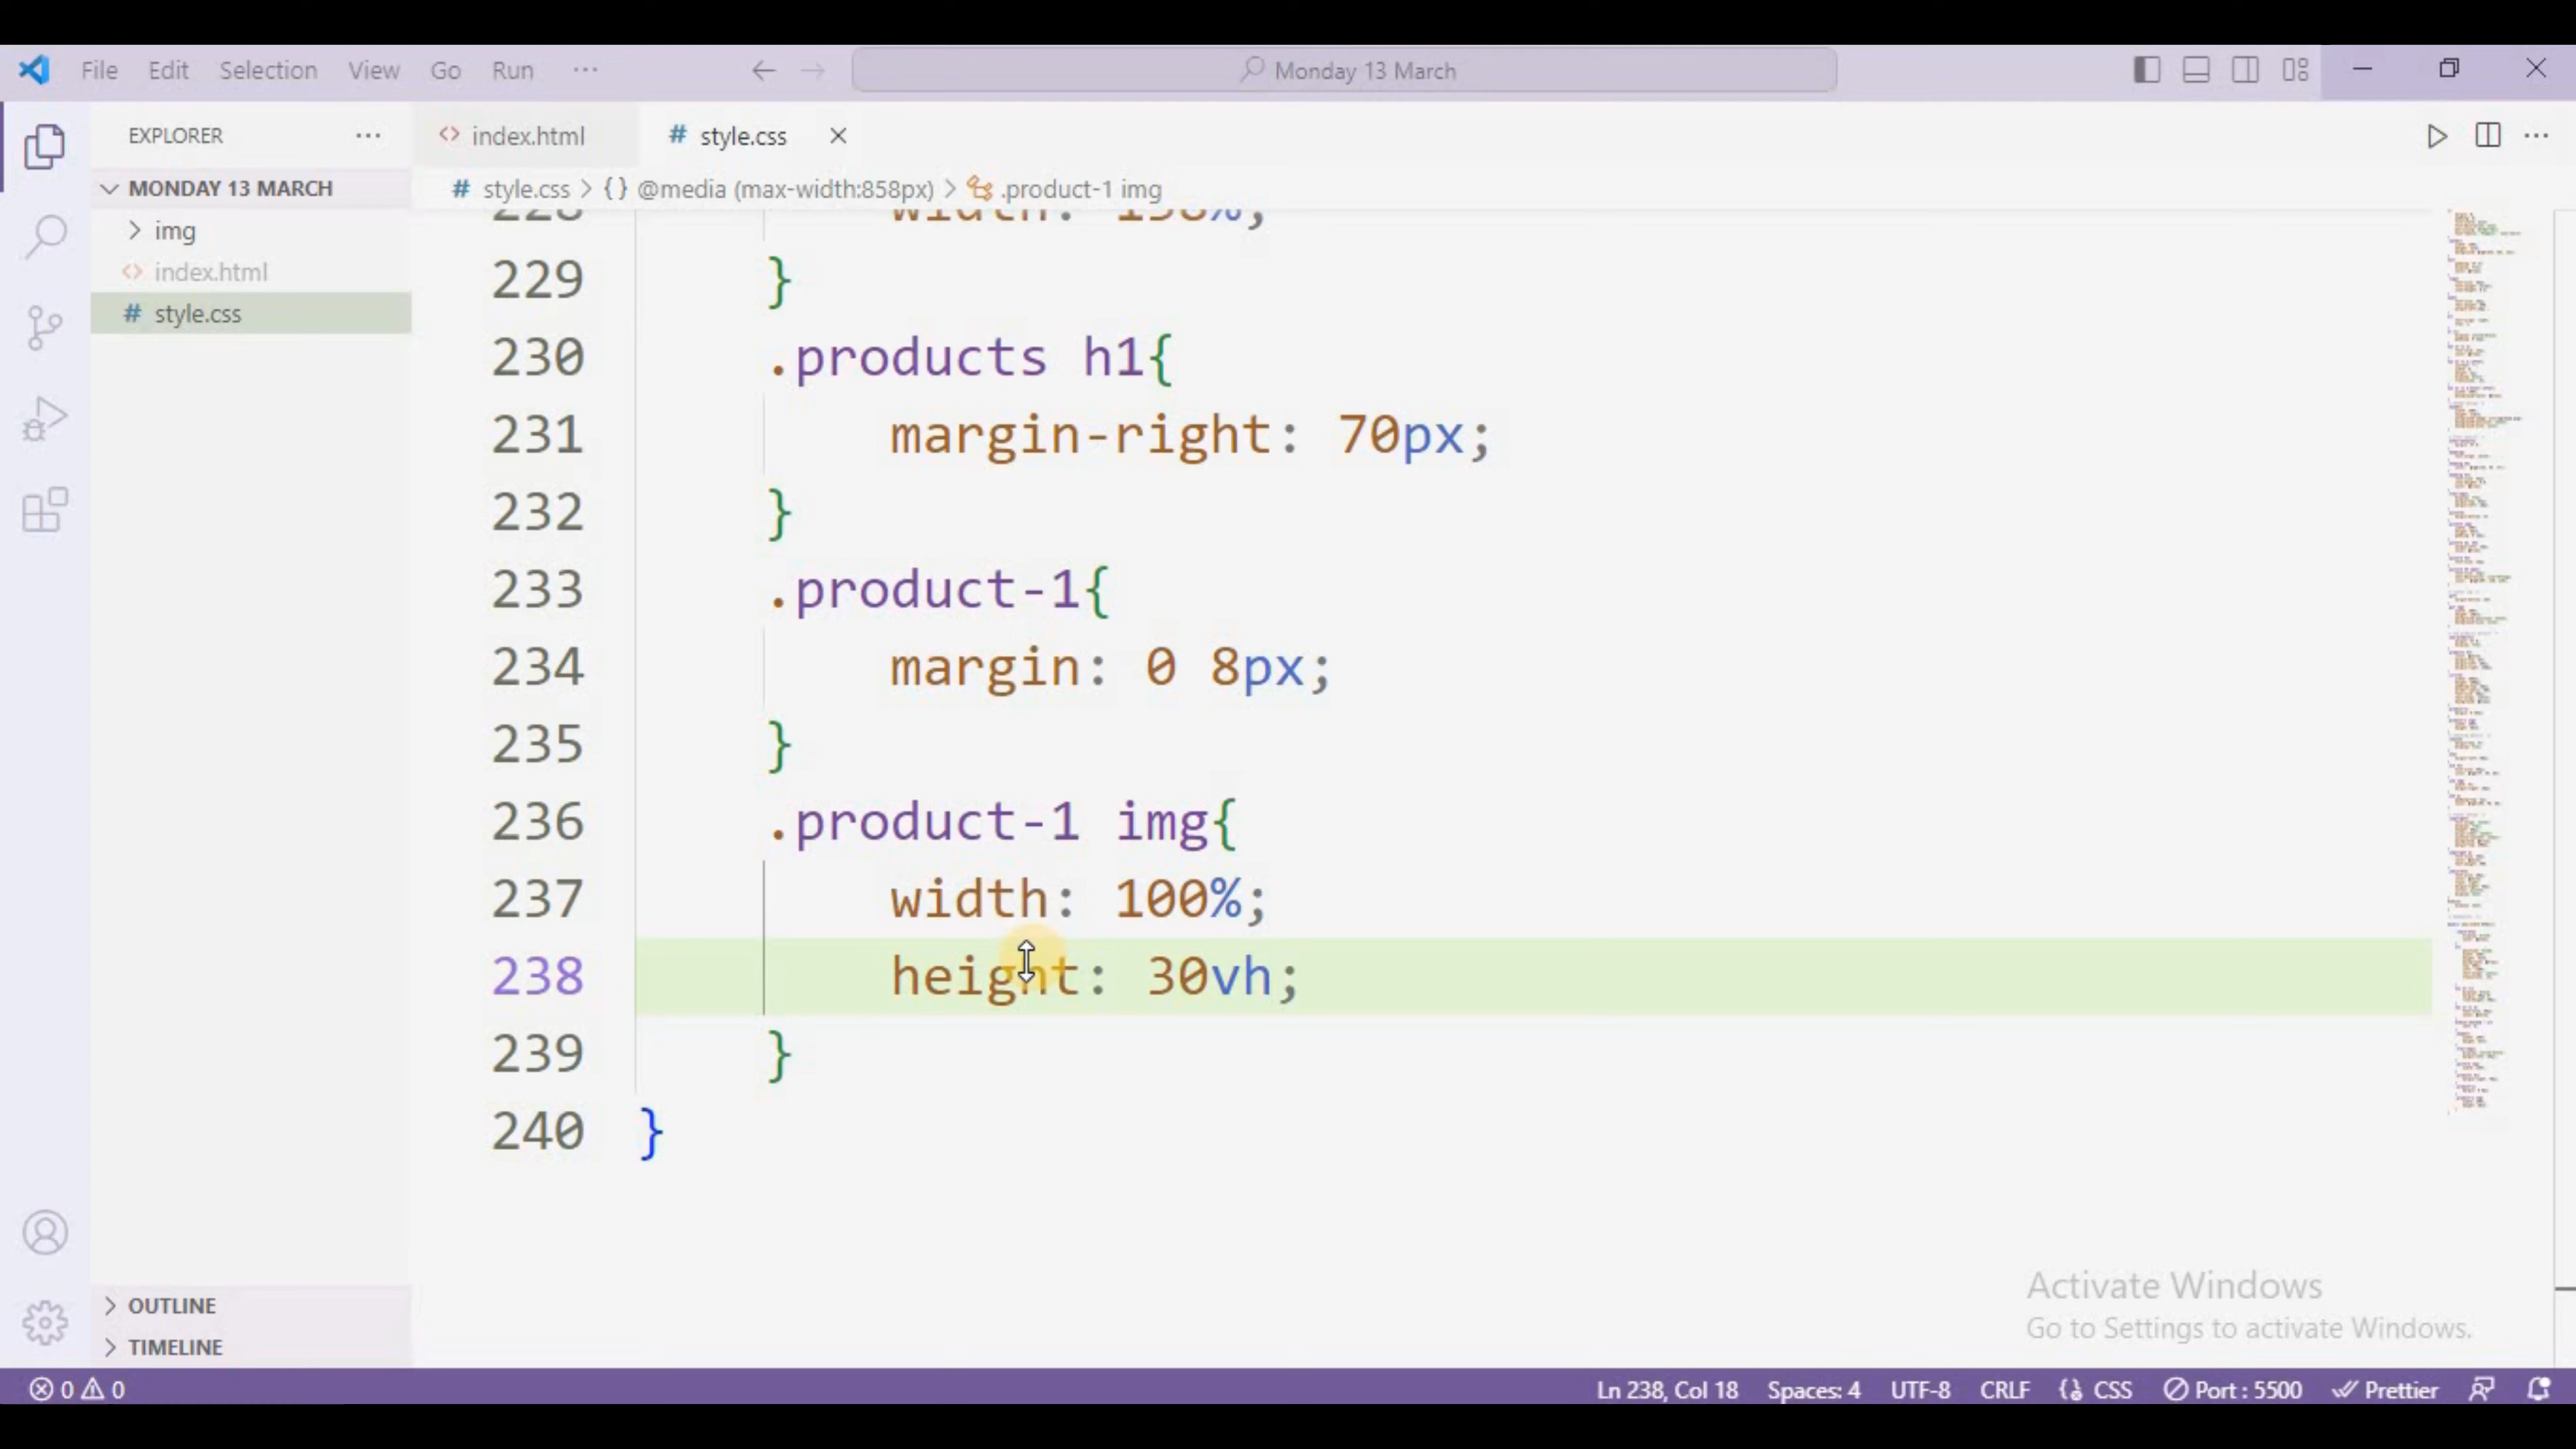 File Edit Selection View Go Run ···
Monday 13 March
EXPLORER ···
index.html
style.css
MONDAY 13 MARCH
style.css > {} @media (max-width:858px) > .product-1 img
img
index.html
style.css
229 }
230 .products h1{
231 margin-right: 70px;
232 }
233 .product-1{
234 margin: 0 8px;
235 }
236 .product-1 img{
237 width: 100%;
238 height: 30vh;
239 }
240 }
Activate Windows
Go to Settings to activate Windows.
OUTLINE
TIMELINE
0 0 Ln 238, Col 18 Spaces: 4 UTF-8 CRLF CSS Port : 5500 Prettier